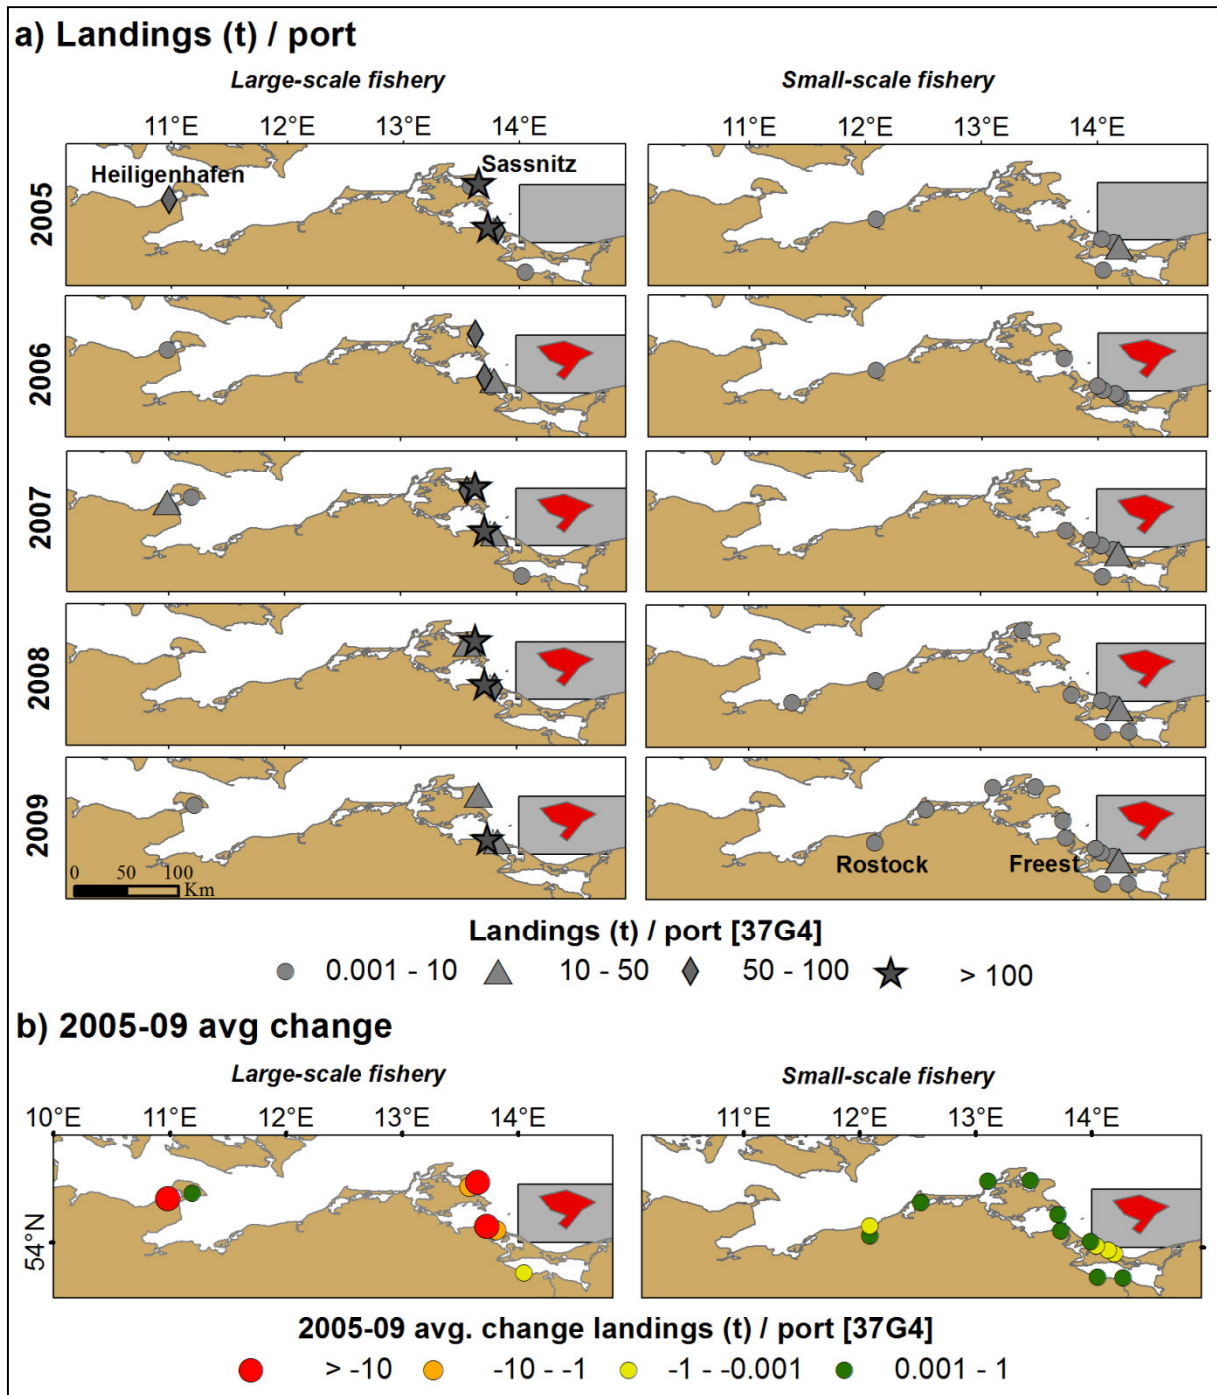 a) Landings (t) / port
Large-scale fishery
Small-scale fishery
11°E 12°E 13°E 14°E
11°E 12°E 13°E 14°E
2005
Heiligenhafen
Sassnitz
2006
2007
2008
2009
0 50 100
Km
Rostock
Freest
Landings (t) / port [37G4]
0.001 - 10
10 - 50
50 - 100
> 100
b) 2005-09 avg change
Large-scale fishery
Small-scale fishery
10°E 11°E 12°E 13°E 14°E
11°E 12°E 13°E 14°E
54°N
2005-09 avg. change landings (t) / port [37G4]
> -10
-10 - -1
-1 - -0.001
0.001 - 1